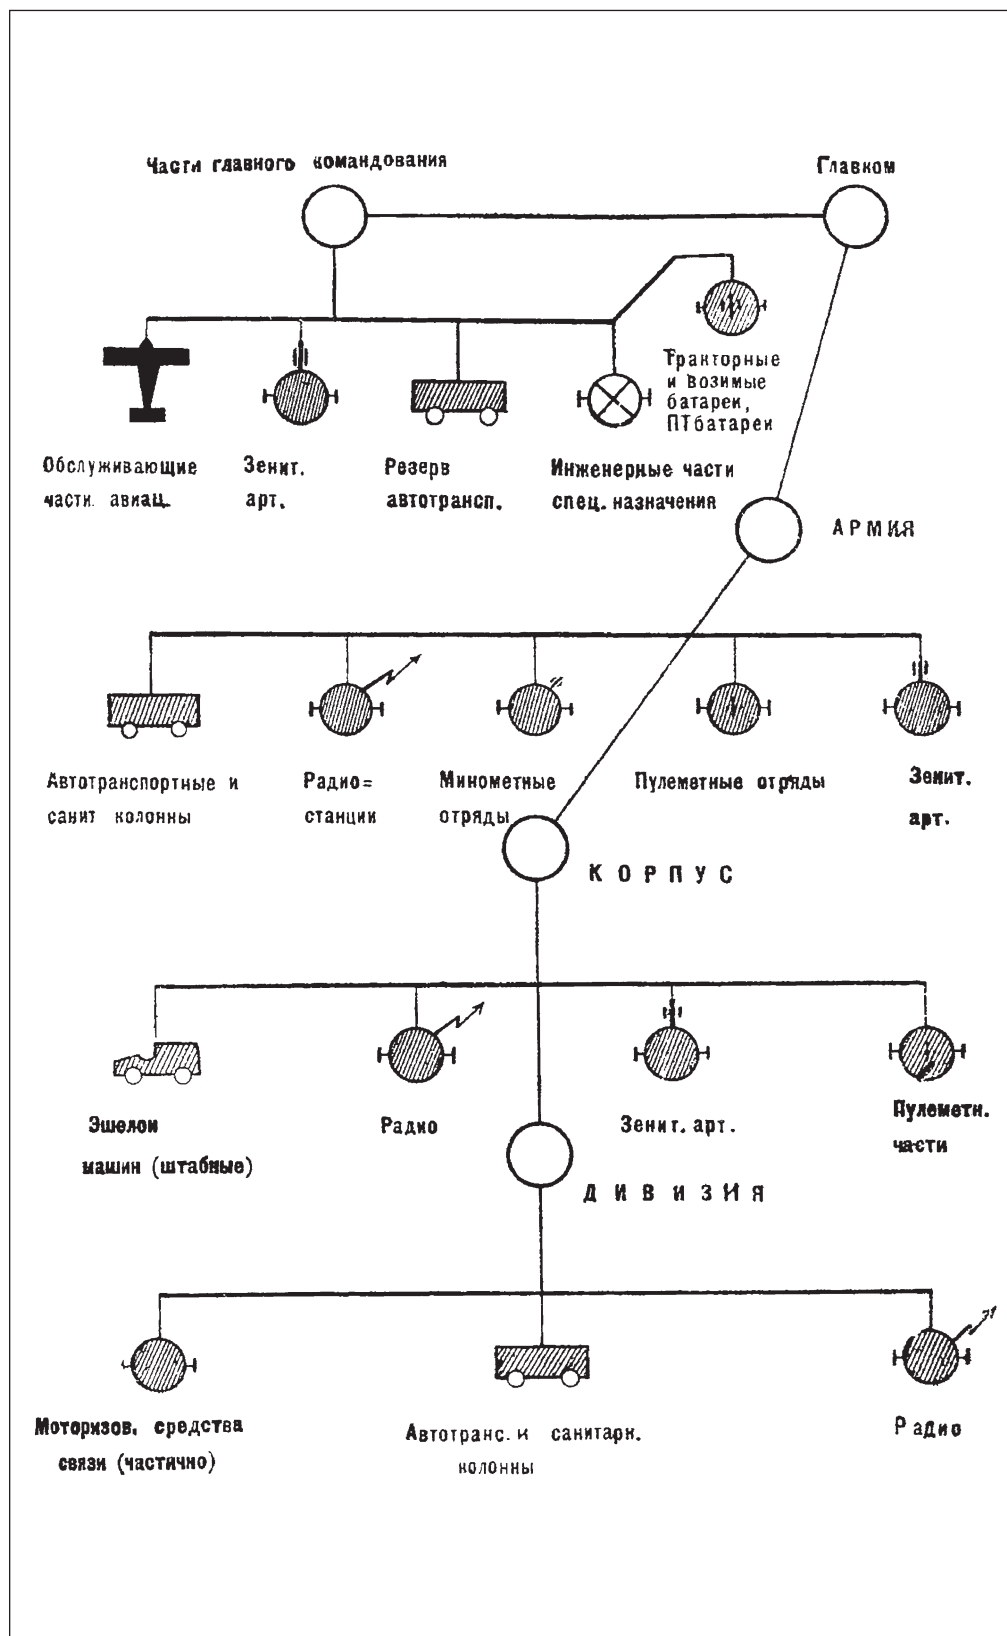 Части главного командования
Главком
Тракторные
и возимые
батареи,
ПТбатареи
Обслуживающие
части авиац.
Зенит.
арт.
Резерв
автотрансп.
Инженерные части
спец. назначения
АРМИЯ
Автотранспортные и
санит колонны
Радио=
станции
Минометные
отряды
Пулеметные отряды
Зенит.
арт.
КОРПУС
Эшелон
машин (штабные)
Радио
Зенит. арт.
Пулеметн.
части
ДИВИЗИЯ
Моторизов. средства
связи (частично)
Автотранс. и санитарн.
колонны
Радио